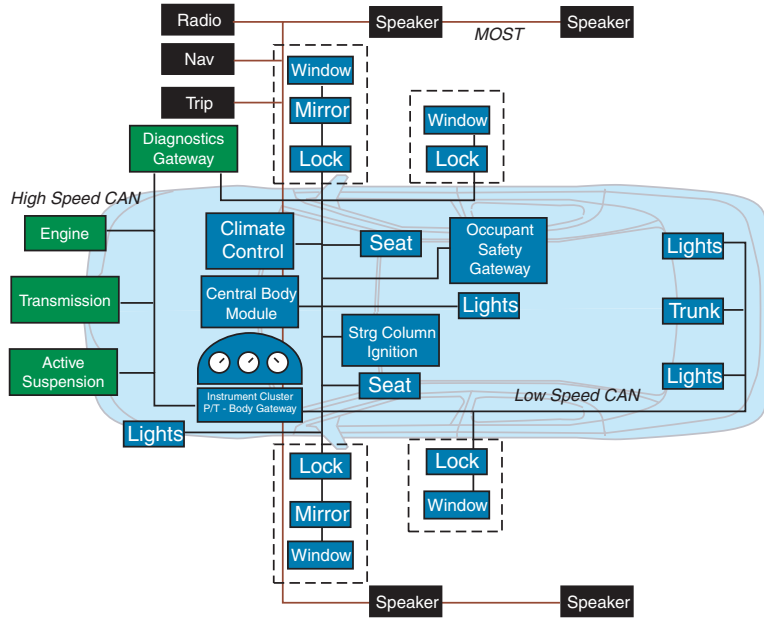 Radio
Speaker
Speaker
MOST
Nav
Window
Trip
Mirror
Window
Diagnostics
Gateway
Lock
Lock
High Speed CAN
Engine
Climate
Control
Seat
Occupant
Safety
Gateway
Lights
Transmission
Central Body
Module
Lights
Trunk
Strg Column
Ignition
Active
Suspension
Instrument Cluster
P/T - Body Gateway
Seat
Lights
Low Speed CAN
Lights
Lock
Lock
Mirror
Window
Window
Speaker
Speaker